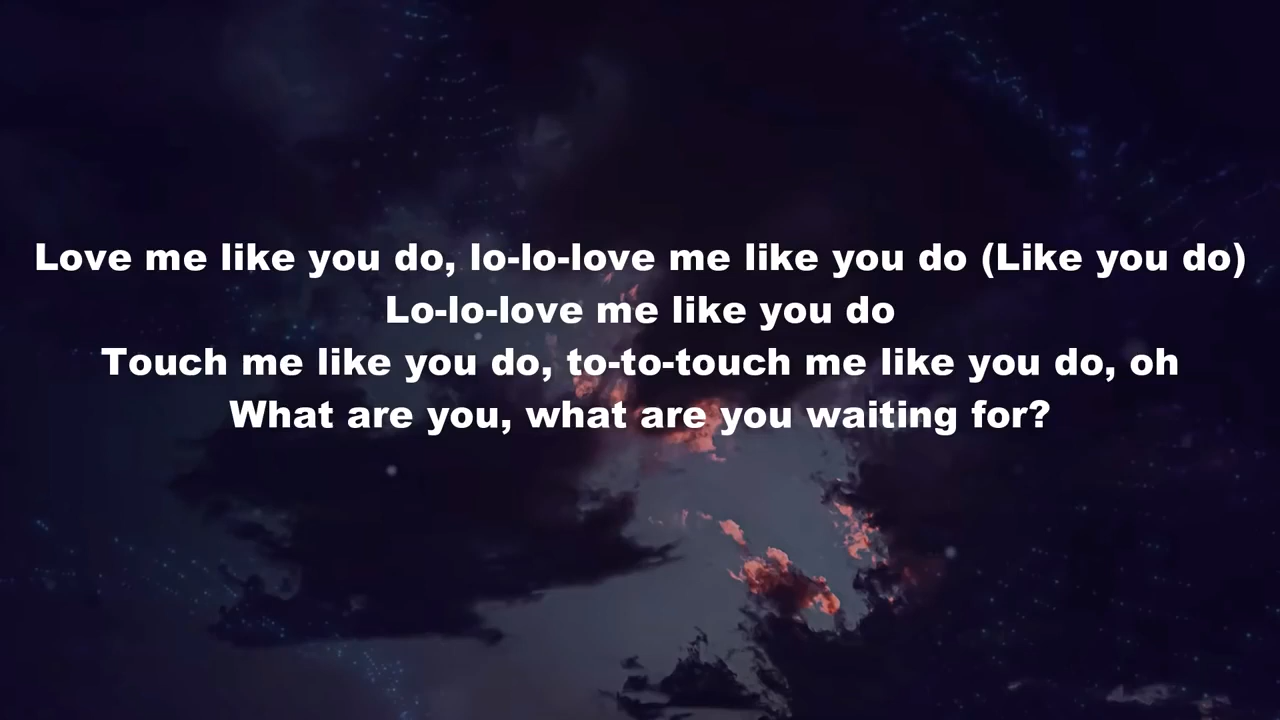 Love me like you do, lo-lo-love me like you do (Like you do)
Lo-lo-love me like you do
Touch me like you do, to-to-touch me like you do, oh
What are you, what are you waiting for?